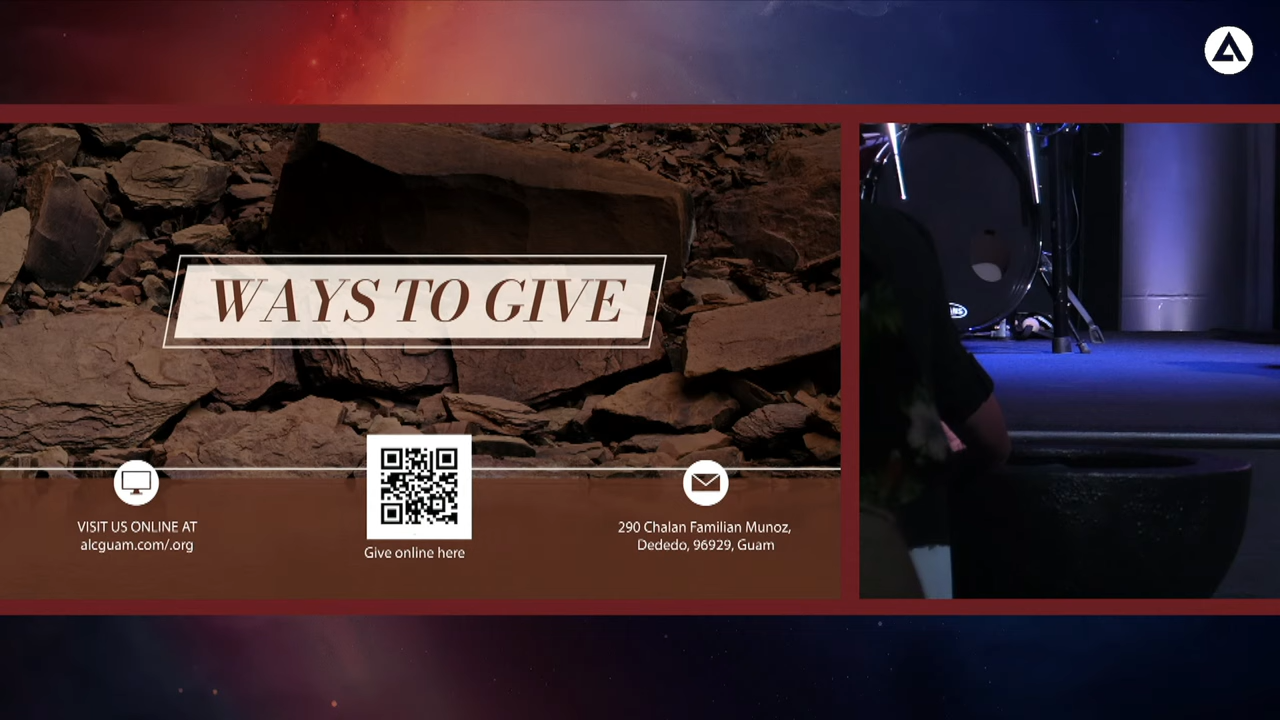 WAYS TO GIVE
VISIT US ONLINE AT
alcguam.com/.org
Give online here
290 Chalan Familian Munoz,
Dededo, 96929, Guam